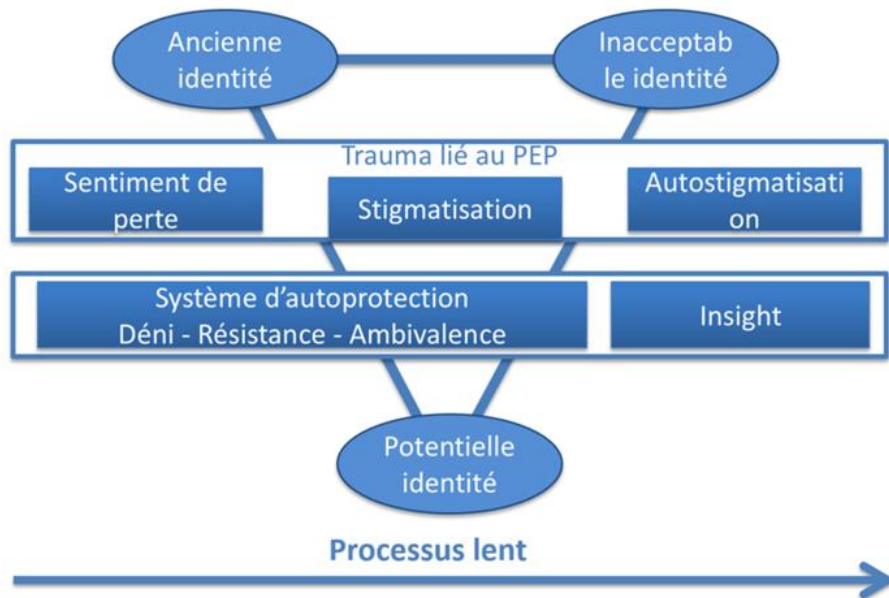 Ancienne
identité
Inacceptab
le identité
Trauma lié au PEP
Sentiment de
perte
Stigmatisation
Autostigmatisati
on
Système d'autoprotection
Déni - Résistance - Ambivalence
Insight
Potentielle
identité
Processus lent